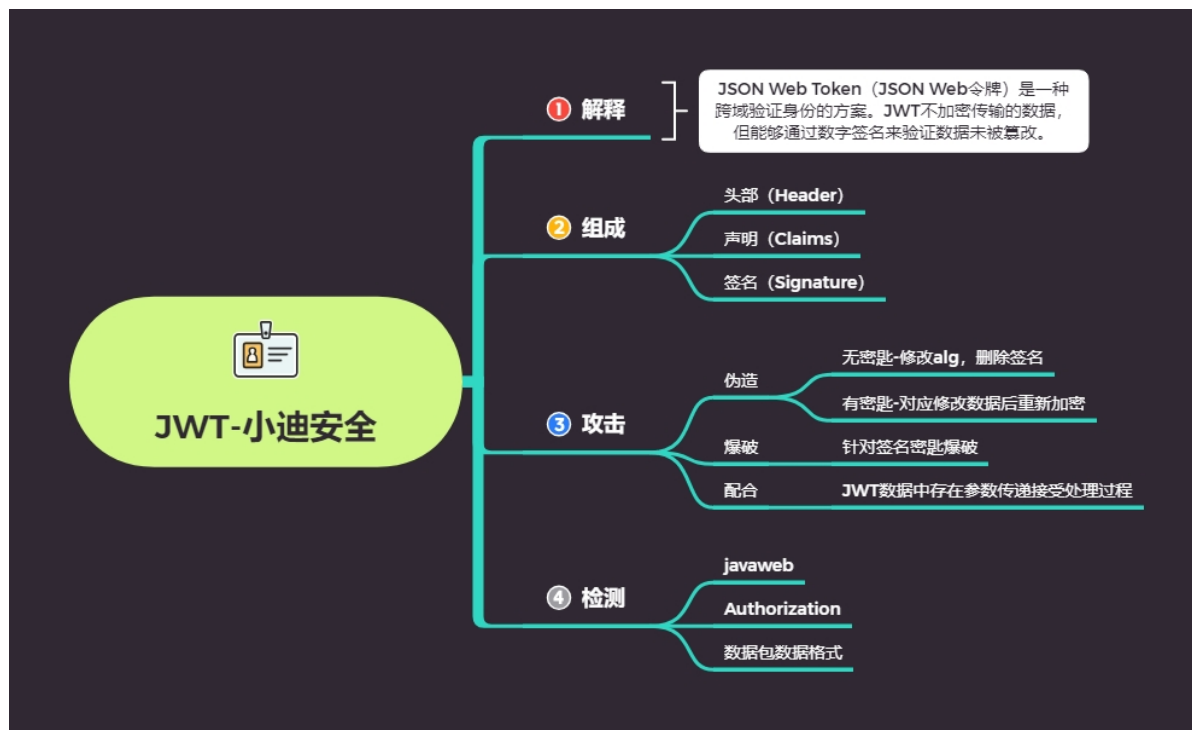 JWT-小迪安全
1 解释
JSON Web Token（JSON Web令牌）是一种
跨域验证身份的方案。JWT不加密传输的数据，
但能够通过数字签名来验证数据未被篡改。
2 组成
头部（Header）
声明（Claims）
签名（Signature）
3 攻击
伪造
无密匙-修改alg，删除签名
有密匙-对应修改数据后重新加密
爆破
针对签名密匙爆破
配合
JWT数据中存在参数传递接受处理过程
4 检测
javaweb
Authorization
数据包数据格式